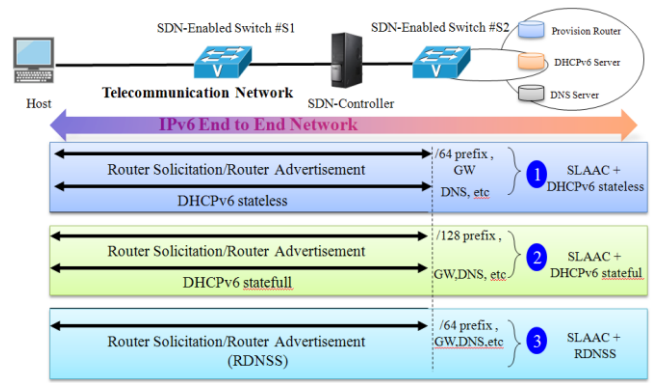 SDN-Enabled Switch #S1
SDN-Enabled Switch #S2
Provision Router
DHCPv6 Server
DNS Server
Host
Telecommunication Network
SDN-Controller
IPv6 End to End Network
Router Solicitation/Router Advertisement
DHCPv6 stateless
/64 prefix ,
GW
DNS, etc
1
SLAAC +
DHCPv6 stateless
Router Solicitation/Router Advertisement
DHCPv6 statefull
/128 prefix ,
GW,DNS, etc
2
SLAAC +
DHCPv6 stateful
Router Solicitation/Router Advertisement
(RDNSS)
/64 prefix ,
GW,DNS,etc
3
SLAAC +
RDNSS